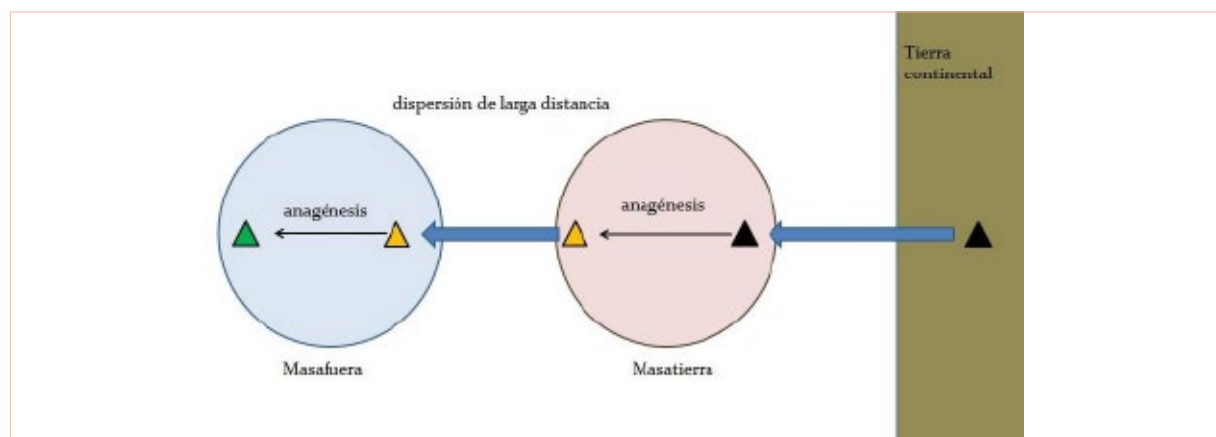 Tierra
continental
dispersión de larga distancia
anagénesis
anagénesis
Masafuera
Masatierra